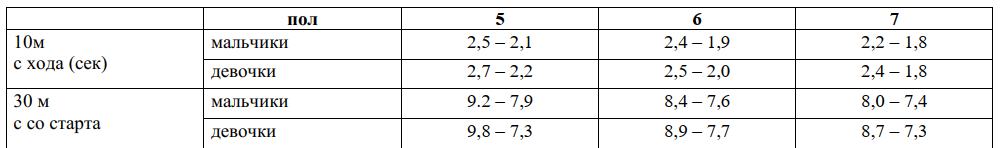 пол 5 6 7
10м
с хода (сек)
мальчики 2,5 – 2,1 2,4 – 1,9 2,2 – 1,8
девочки 2,7 – 2,2 2,5 – 2,0 2,4 – 1,8
30 м
с со старта
мальчики 9.2 – 7,9 8,4 – 7,6 8,0 – 7,4
девочки 9,8 – 7,3 8,9 – 7,7 8,7 – 7,3